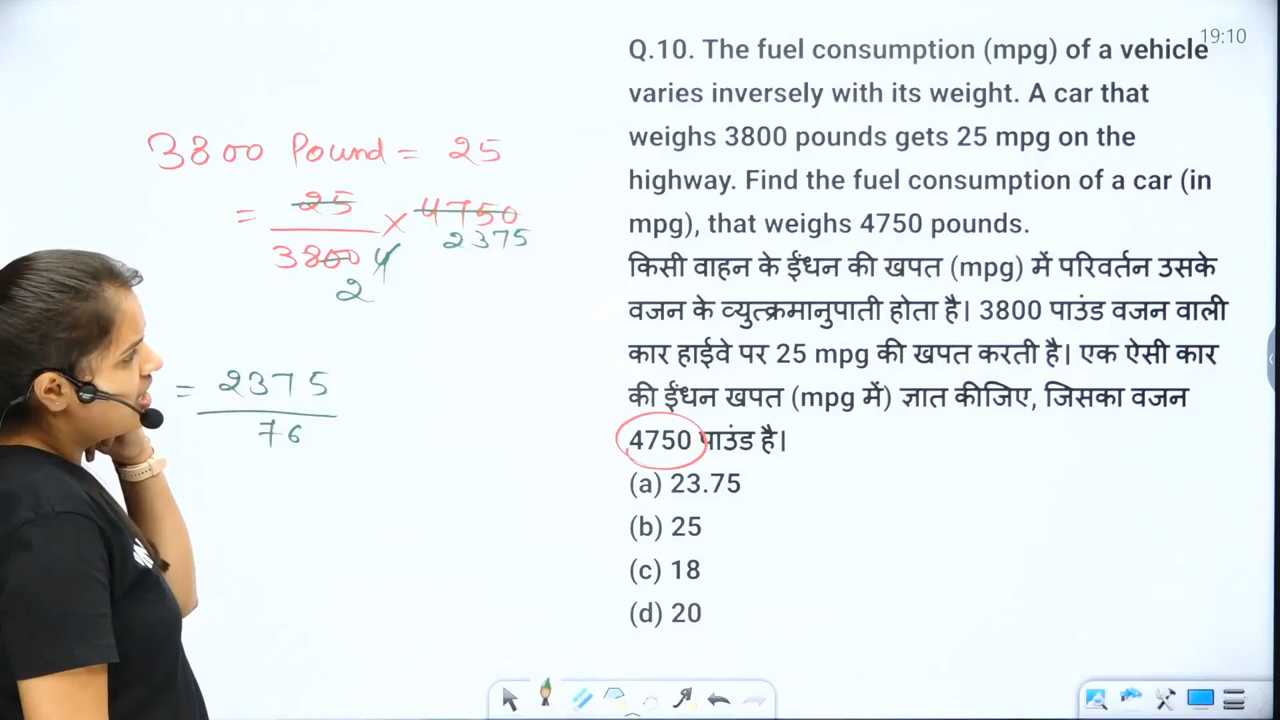 19:10
Q.10. The fuel consumption (mpg) of a vehicle
varies inversely with its weight. A car that
weighs 3800 pounds gets 25 mpg on the
highway. Find the fuel consumption of a car (in
mpg), that weighs 4750 pounds.
किसी वाहन के ईंधन की खपत (mpg) में परिवर्तन उसके
वजन के व्युत्क्रमानुपाती होता है। 3800 पाउंड वजन वाली
कार हाईवे पर 25 mpg की खपत करती है। एक ऐसी कार
की ईंधन खपत (mpg में) ज्ञात कीजिए, जिसका वजन
4750 पाउंड है।
(a) 23.75
(b) 25
(c) 18
(d) 20
3800 Pound = 25
= 25/3800 × 4750
4
2375
2
= 2375/76